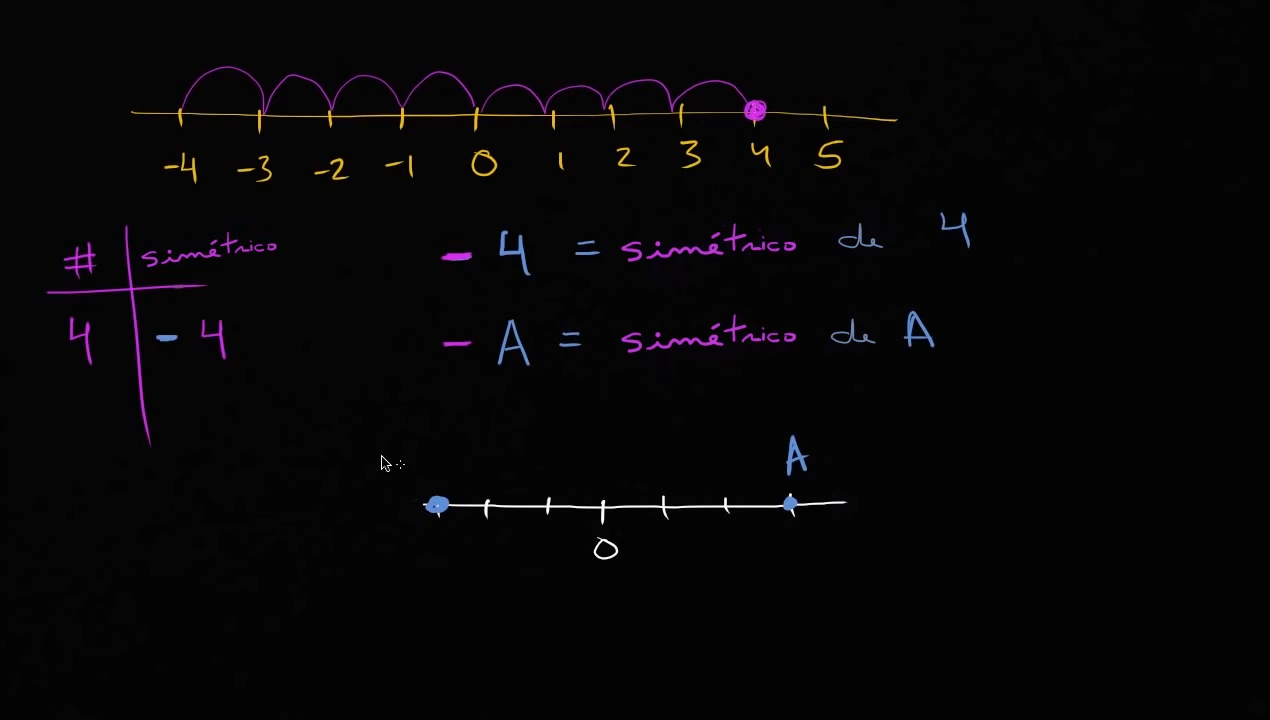 -4 -3 -2 -1 0 1 2 3 4 5
# simétrico
4 - 4
- 4 = simétrico de 4
- A = simétrico de A
A
0